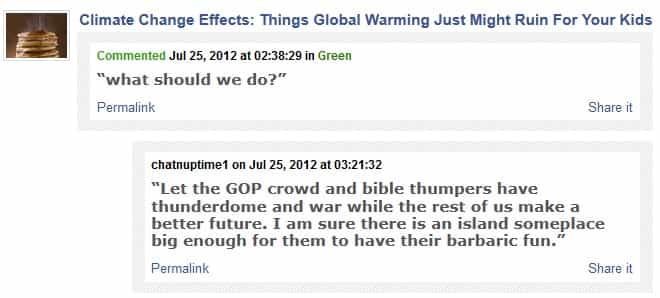 Climate Change Effects: Things Global Warming Just Might Ruin For Your Kids
Commented Jul 25, 2012 at 02:38:29 in Green
“what should we do?”
Permalink Share it
chatnuptime1 on Jul 25, 2012 at 03:21:32
“Let the GOP crowd and bible thumpers have
thunderdome and war while the rest of us make a
better future. I am sure there is an island someplace
big enough for them to have their barbaric fun.”
Permalink Share it